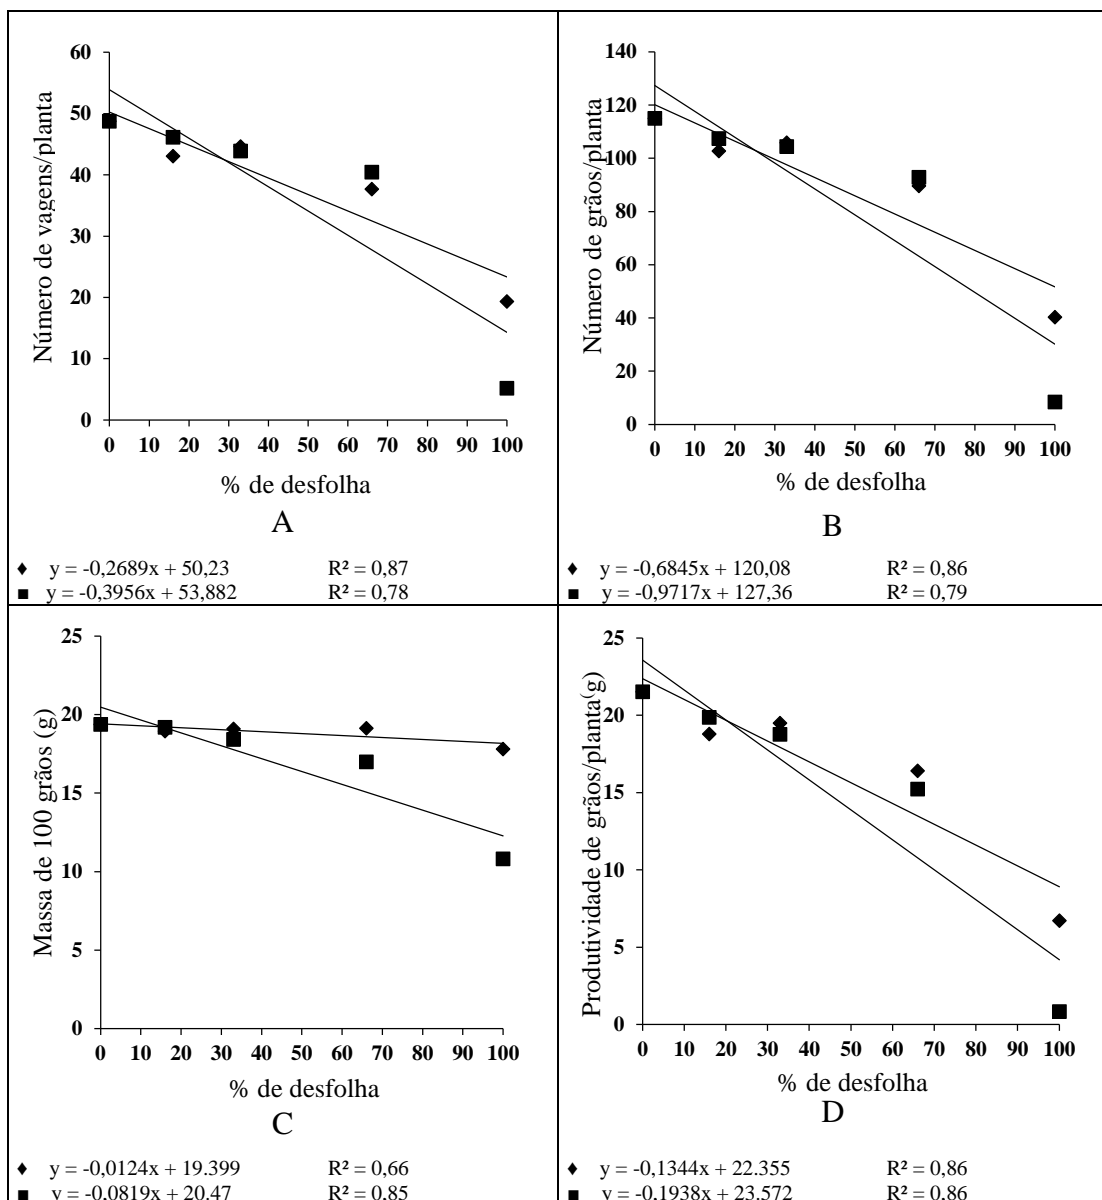 60
50
40
30
20
10
0
Número de vagens/planta
0 10 20 30 40 50 60 70 80 90 100
% de desfolha
A
◆ y = -0,2689x + 50,23 R² = 0,87
■ y = -0,3956x + 53,882 R² = 0,78
140
120
100
80
60
40
20
0
Número de grãos/planta
0 10 20 30 40 50 60 70 80 90 100
% de desfolha
B
◆ y = -0,6845x + 120,08 R² = 0,86
■ y = -0,9717x + 127,36 R² = 0,79
25
20
15
10
5
0
Massa de 100 grãos (g)
0 10 20 30 40 50 60 70 80 90 100
% de desfolha
C
◆ y = -0,0124x + 19.399 R² = 0,66
■ y = -0,0819x + 20.47 R² = 0,85
25
20
15
10
5
0
Produtividade de grãos/planta(g)
0 10 20 30 40 50 60 70 80 90 100
% de desfolha
D
◆ y = -0,1344x + 22.355 R² = 0,86
■ y = -0,1938x + 23.572 R² = 0,86